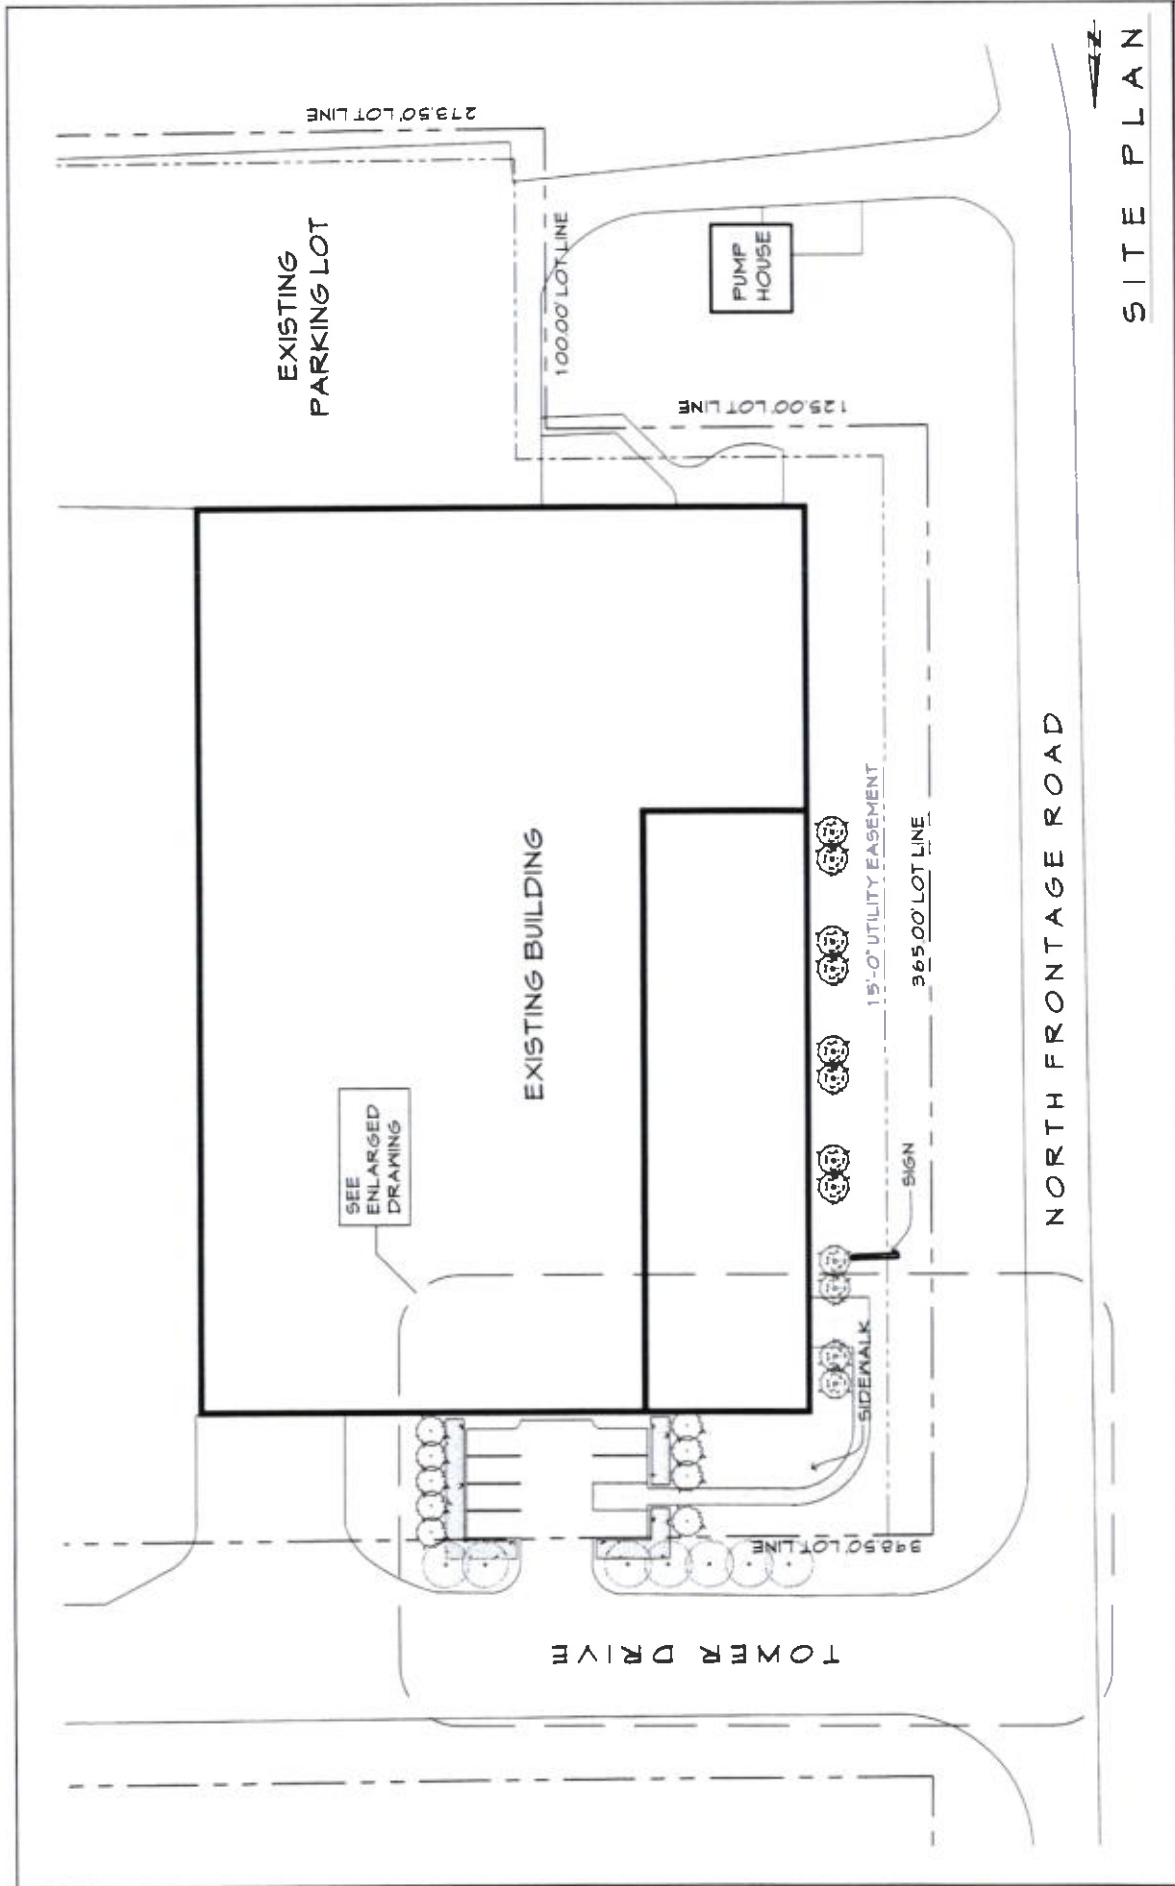 273.50' LOT LINE
EXISTING
PARKING LOT
100.00' LOT LINE
PUMP
HOUSE
125.00' LOT LINE
EXISTING BUILDING
SEE
ENLARGED
DRAWING
15'-0" UTILITY EASEMENT
365.00' LOT LINE
SIGN
SIDEWALK
398.50' LOT LINE
TOWER DRIVE
NORTH FRONTAGE ROAD
N
SITE PLAN